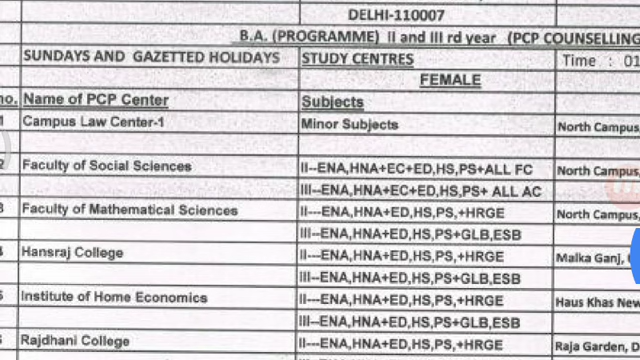 DELHI-110007
B.A. (PROGRAMME) II and III rd year (PCP COUNSELLING
SUNDAYS AND GAZETTED HOLIDAYS STUDY CENTRES Time : 01
FEMALE
no. Name of PCP Center Subjects
1 Campus Law Center-1 Minor Subjects North Campus,
2 Faculty of Social Sciences II--ENA,HNA+EC+ED,HS,PS+ALL FC North Campus,
III--ENA,HNA+EC+ED,HS,PS+ ALL AC
3 Faculty of Mathematical Sciences II---ENA,HNA+ED,HS,PS,+HRGE North Campus,
III--ENA,HNA+ED,HS,PS+GLB,ESB
4 Hansraj College II---ENA,HNA+ED,HS,PS,+HRGE Malka Ganj,
III--ENA,HNA+ED,HS,PS+GLB,ESB
5 Institute of Home Economics II---ENA,HNA+ED,HS,PS,+HRGE Haus Khas New
III--ENA,HNA+ED,HS,PS+GLB,ESB
6 Rajdhani College II---ENA,HNA+ED,HS,PS,+HRGE Raja Garden, D